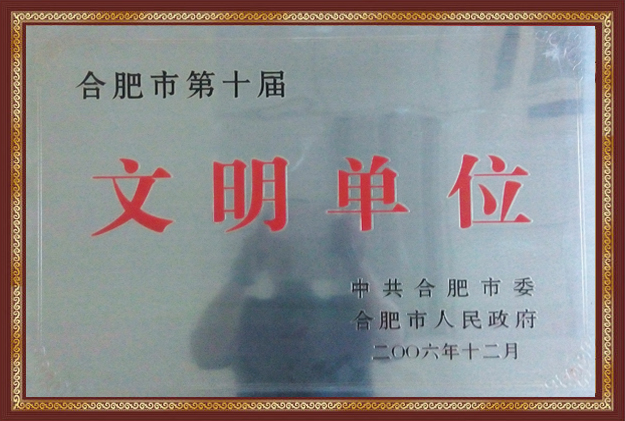 合肥市第十届
文明单位
中共合肥市委
合肥市人民政府
二〇〇六年十二月